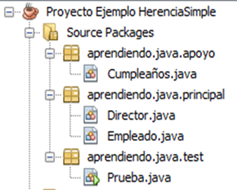 Proyecto Ejemplo HerenciaSimple
Source Packages
aprendiendo.java.apoyo
Cumpleaños.java
aprendiendo.java.principal
Director.java
Empleado.java
aprendiendo.java.test
Prueba.java